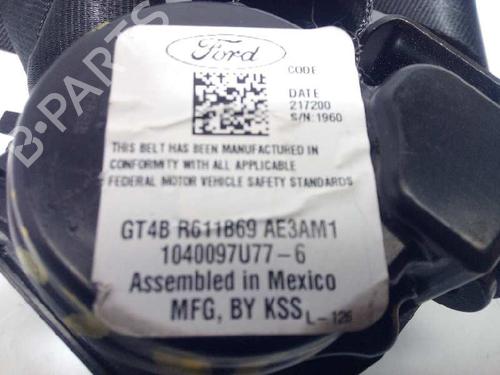 Ford
CODE
DATE
217200
S/N:1960
THIS BELT HAS BEEN MANUFACTURED IN
CONFORMITY WITH ALL APPLICABLE
FEDERAL MOTOR VEHICLE SAFETY STANDARDS
GT4B R611B69 AE3AM1
1040097U77-6
Assembled in Mexico
MFG, BY KSS
L-126
B-PARTS